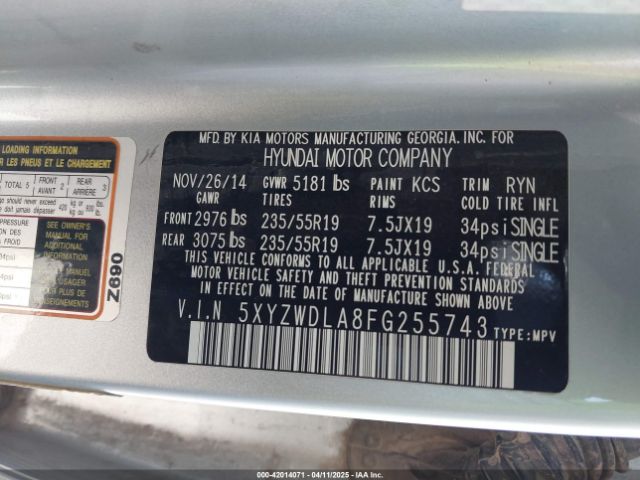 LOADING INFORMATION
LES PNEUS ET LE CHARGEMENT
TOTAL 5 FRONT AVANT 2 REAR ARRIÈRE 3
SEE OWNER'S
MANUAL FOR
ADDITIONAL
INFORMATION
Z690
MFD. BY KIA MOTORS MANUFACTURING GEORGIA, INC. FOR
HYUNDAI MOTOR COMPANY
NOV/26/14 GVWR 5181 lbs PAINT KCS TRIM RYN
GAWR TIRES RIMS COLD TIRE INFL
FRONT 2976 lbs 235/55R19 7.5JX19 34psi SINGLE
REAR 3075 lbs 235/55R19 7.5JX19 34psi SINGLE
THIS VEHICLE CONFORMS TO ALL APPLICABLE U.S.A. FEDERAL
MOTOR VEHICLE SAFETY AND THEFT PREVENTION STANDARDS
IN EFFECT ON THE DATE OF MANUFACTURE SHOWN ABOVE.
V.I.N 5XYZWDLA8FG255743 TYPE: MPV
000-42014071 - 04/11/2025 - IAA, Inc.